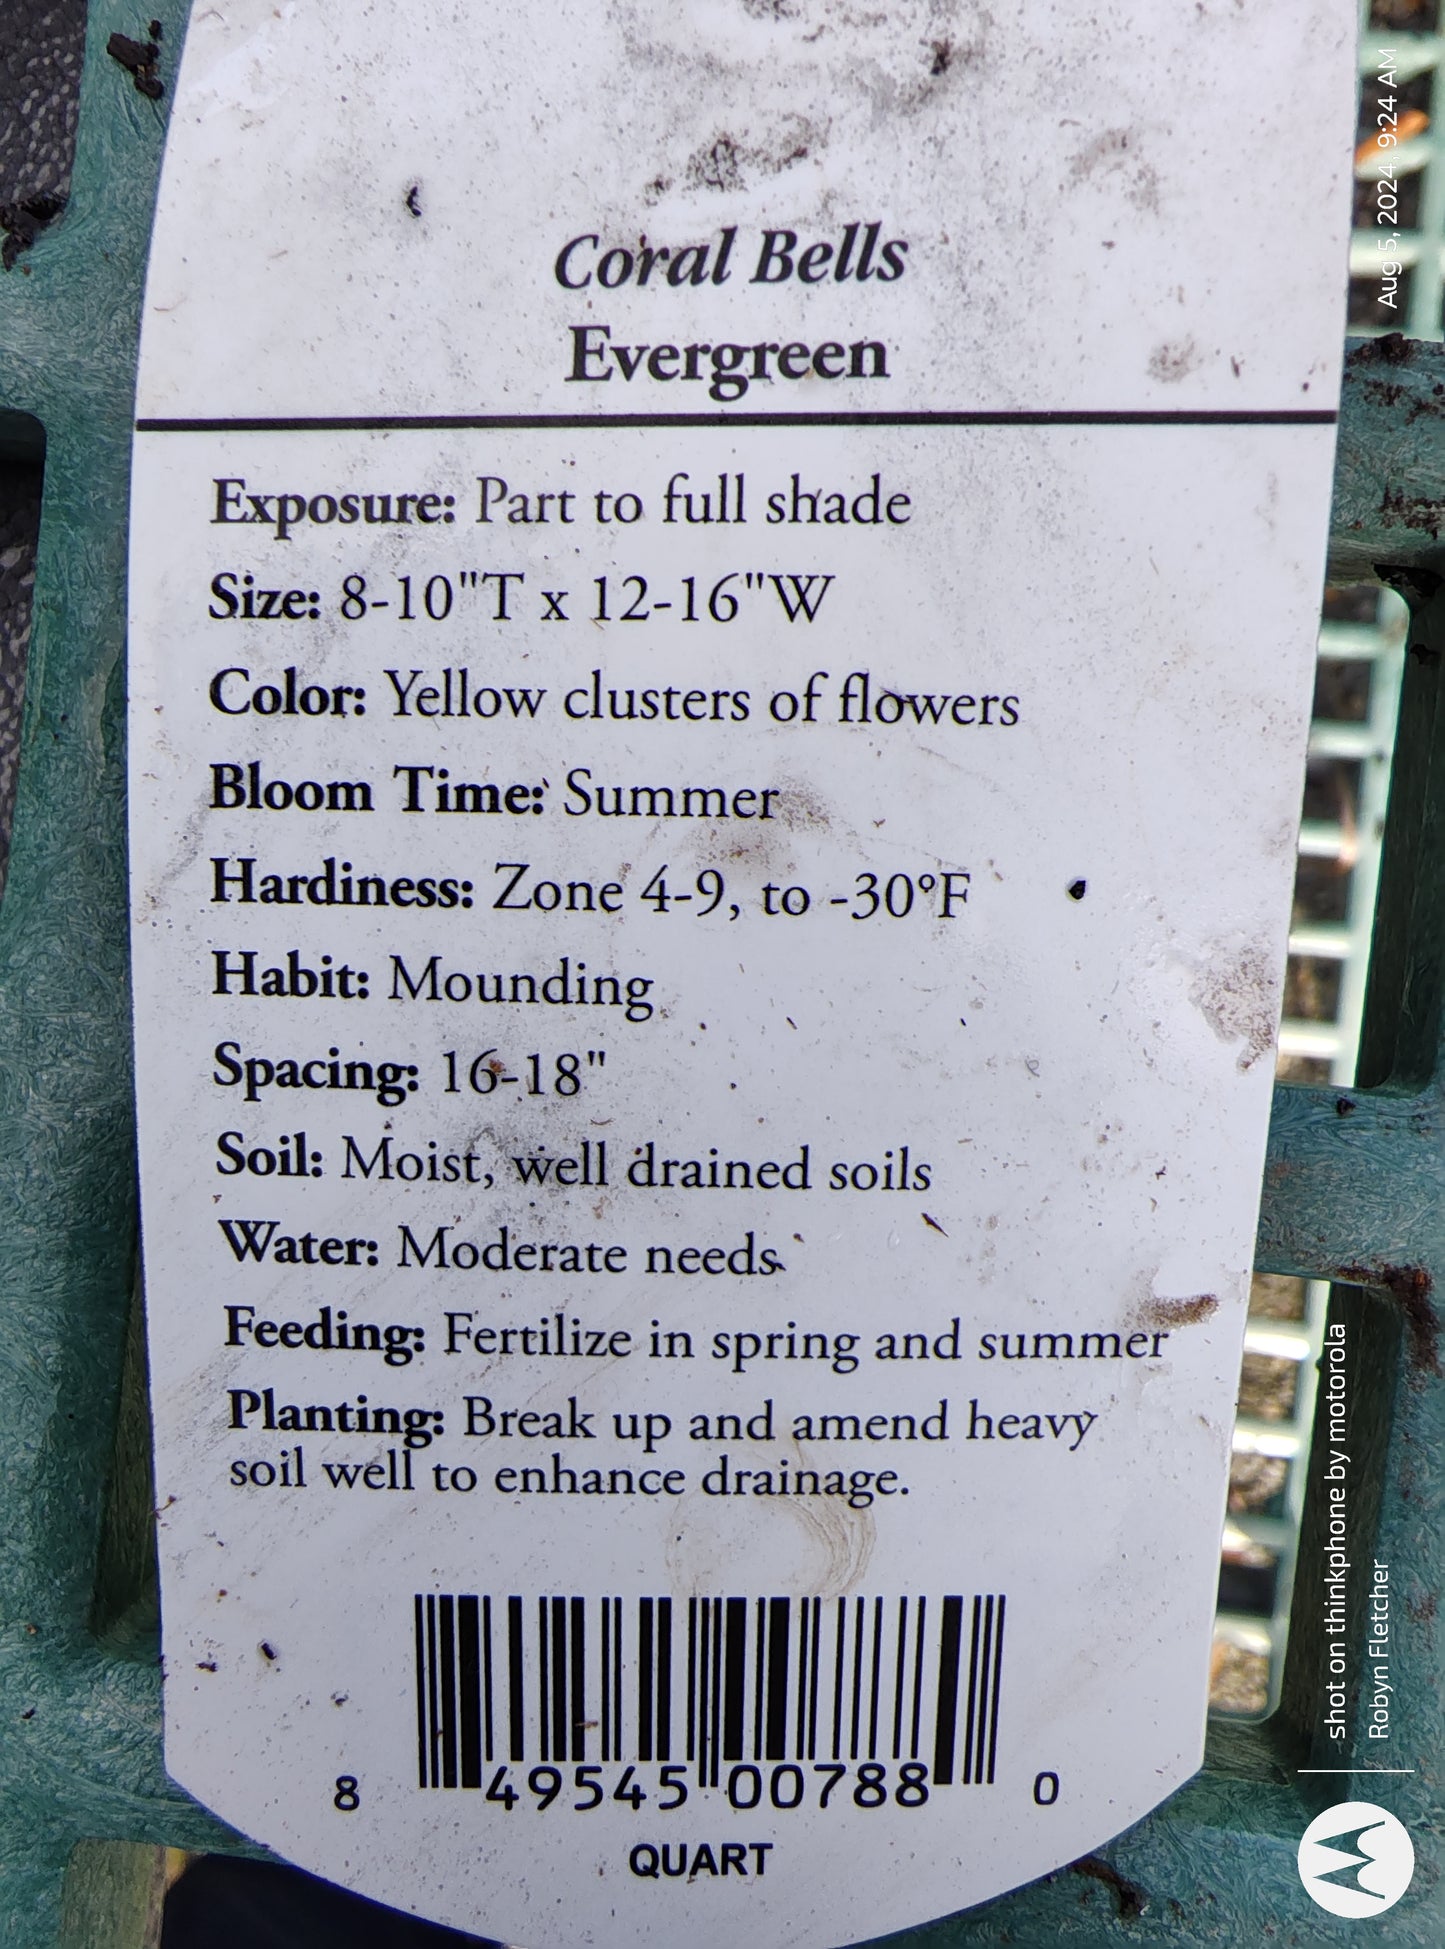 Coral Bells
Evergreen
Exposure: Part to full shade
Size: 8-10"T x 12-16"W
Color: Yellow clusters of flowers
Bloom Time: Summer
Hardiness: Zone 4-9, to -30°F
Habit: Mounding
Spacing: 16-18"
Soil: Moist, well drained soils
Water: Moderate needs
Feeding: Fertilize in spring and summer
Planting: Break up and amend heavy
soil well to enhance drainage.
8 49545 00788 0
QUART
Aug 5, 2024, 9:24 AM
shot on thinkphone by motorola
Robyn Fletcher